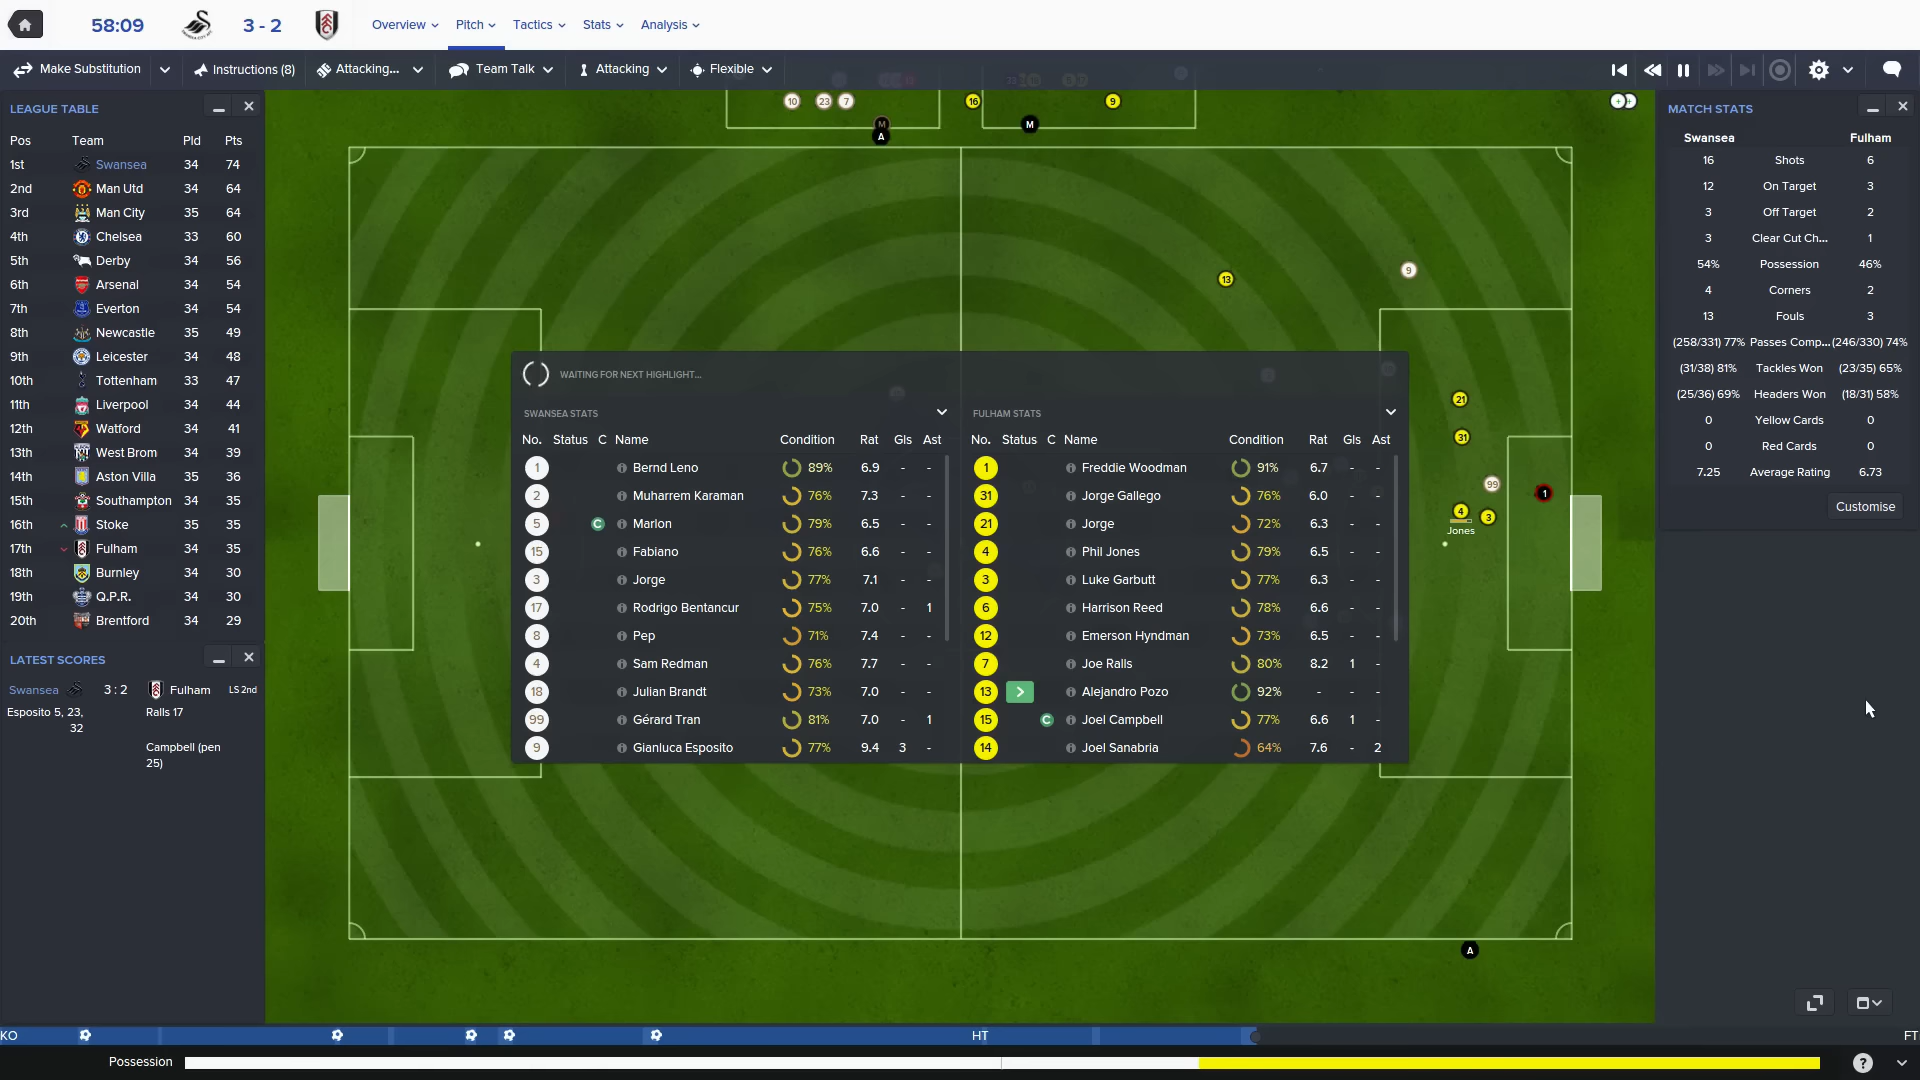 58:09 3 - 2 Overview Pitch Tactics Stats Analysis
Make Substitution Instructions (8) Attacking... Team Talk Attacking Flexible
LEAGUE TABLE
Pos Team Pld Pts
1st Swansea 34 74
2nd Man Utd 34 64
3rd Man City 35 64
4th Chelsea 33 60
5th Derby 34 56
6th Arsenal 34 54
7th Everton 34 54
8th Newcastle 35 49
9th Leicester 34 48
10th Tottenham 33 47
11th Liverpool 34 44
12th Watford 34 41
13th West Brom 34 39
14th Aston Villa 35 36
15th Southampton 34 35
16th Stoke 35 35
17th Fulham 34 35
18th Burnley 34 30
19th Q.P.R. 34 30
20th Brentford 34 29
LATEST SCORES
Swansea 3 : 2 Fulham LS 2nd
Esposito 5, 23, 32
Ralls 17
Campbell (pen 25)
10 23 7 16 9
M A M
13 9
21
31
99 1
4 3
Jones
A
WAITING FOR NEXT HIGHLIGHT...
SWANSEA STATS
No. Status C Name Condition Rat Gls Ast
1 Bernd Leno 89% 6.9 - -
2 Muharrem Karaman 76% 7.3 - -
5 C Marlon 79% 6.5 - -
15 Fabiano 76% 6.6 - -
3 Jorge 77% 7.1 - -
17 Rodrigo Bentancur 75% 7.0 - 1
8 Pep 71% 7.4 - -
4 Sam Redman 76% 7.7 - -
18 Julian Brandt 73% 7.0 - -
99 Gérard Tran 81% 7.0 - 1
9 Gianluca Esposito 77% 9.4 3 -
FULHAM STATS
No. Status C Name Condition Rat Gls Ast
1 Freddie Woodman 91% 6.7 - -
31 Jorge Gallego 76% 6.0 - -
21 Jorge 72% 6.3 - -
4 Phil Jones 79% 6.5 - -
3 Luke Garbutt 77% 6.3 - -
6 Harrison Reed 78% 6.6 - -
12 Emerson Hyndman 73% 6.5 - -
7 Joe Ralls 80% 8.2 1 -
13 Alejandro Pozo 92% - - -
15 C Joel Campbell 77% 6.6 1 -
14 Joel Sanabria 64% 7.6 - 2
MATCH STATS
Swansea Fulham
16 Shots 6
12 On Target 3
3 Off Target 2
3 Clear Cut Ch... 1
54% Possession 46%
4 Corners 2
13 Fouls 3
(258/331) 77% Passes Comp... (246/330) 74%
(31/38) 81% Tackles Won (23/35) 65%
(25/36) 69% Headers Won (18/31) 58%
0 Yellow Cards 0
0 Red Cards 0
7.25 Average Rating 6.73
Customise
KO HT FT
Possession ?